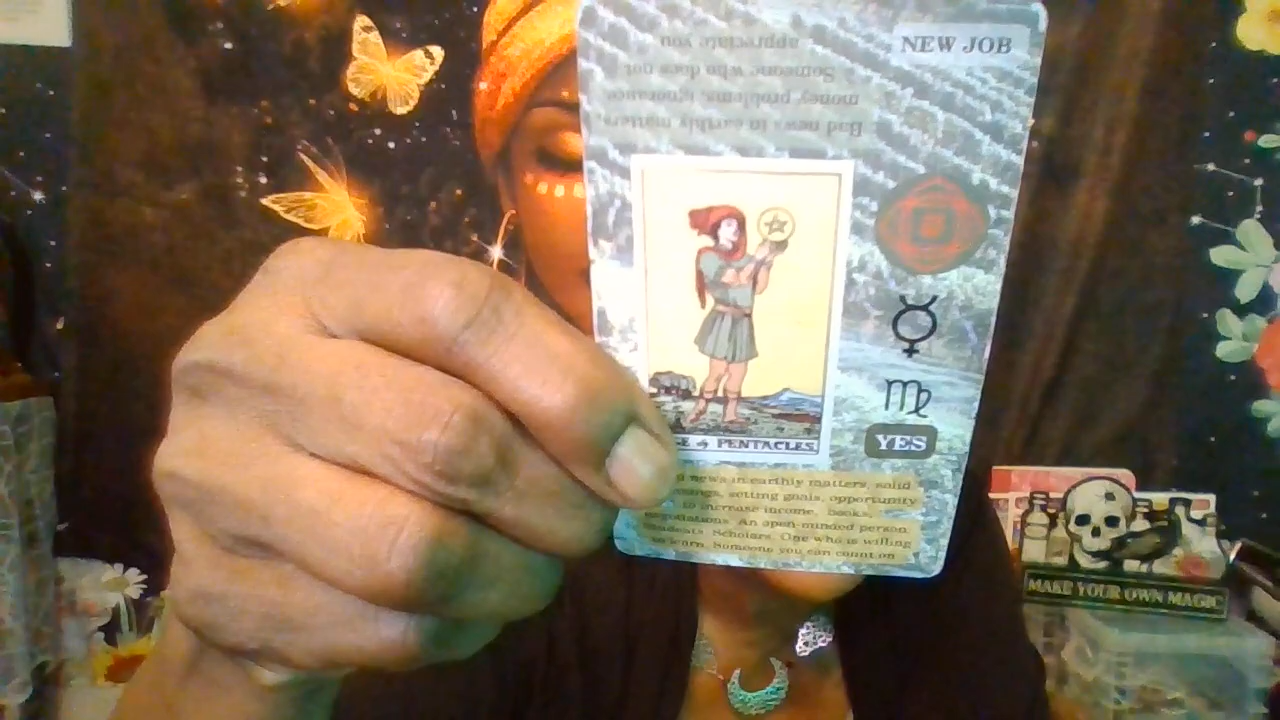 NEW JOB
Bad news in earthly matters,
money problems, ignorance.
Someone who does not
appreciate you
PENTACLES
YES
news in earthly matters, solid
setting goals, opportunity
to increase income, books,
negotiations. An open-minded person
Students. Scholars. One who is willing
to learn. Someone you can count on
MAKE YOUR OWN MAGIC